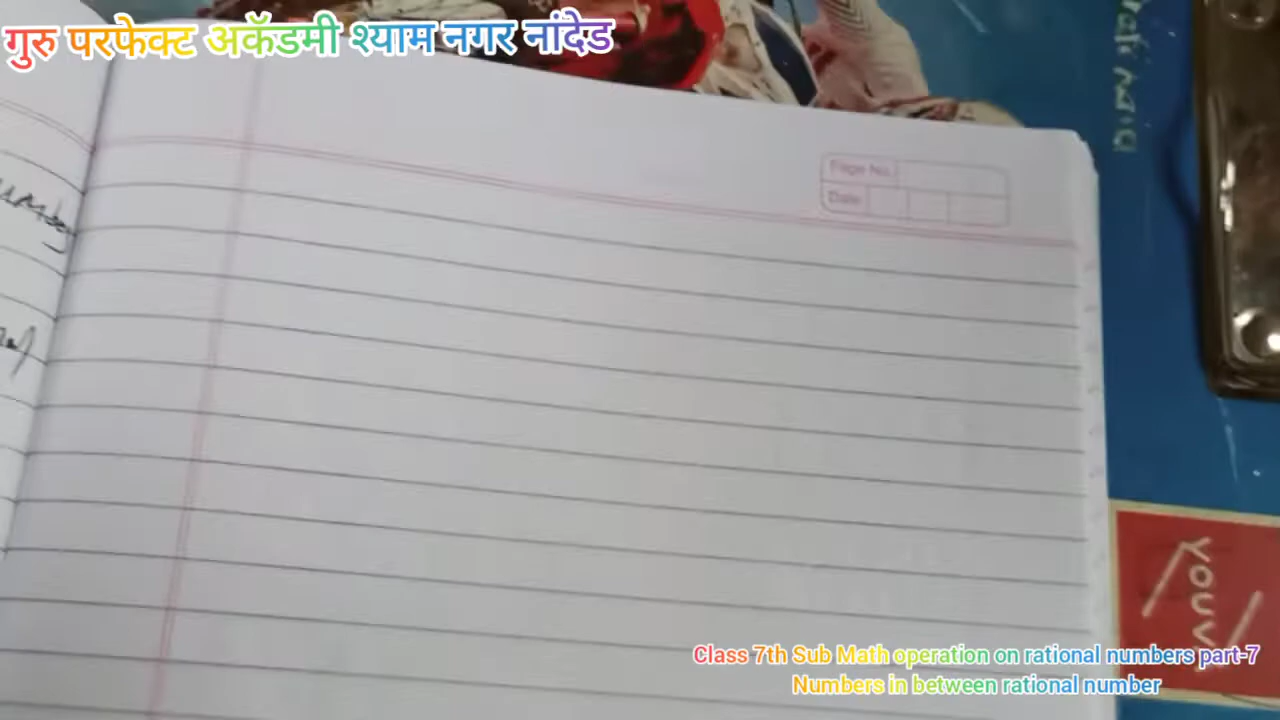 गुरु परफेक्ट अकॅडमी श्याम नगर नांदेड
Page No.
Date
Class 7th Sub Math operation on rational numbers part-7
Numbers in between rational number